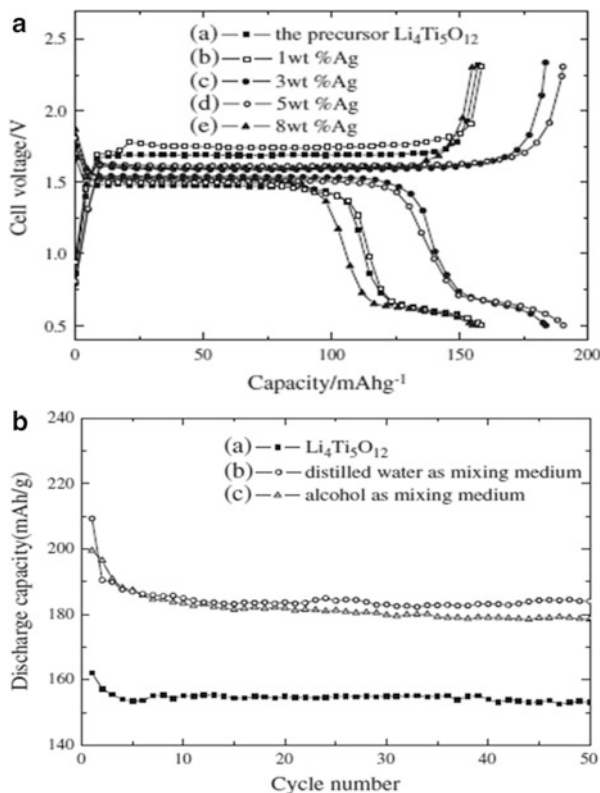 a
(a) the precursor Li₄Ti₅O₁₂
(b) 1wt %Ag
(c) 3wt %Ag
(d) 5wt %Ag
(e) 8wt %Ag
2.5
2.0
1.5
1.0
0.5
Cell voltage/V
0 50 100 150 200
Capacity/mAhg⁻¹
b
(a) Li₄Ti₅O₁₂
(b) distilled water as mixing medium
(c) alcohol as mixing medium
240
220
200
180
160
140
Discharge capacity(mAh/g)
0 10 20 30 40 50
Cycle number